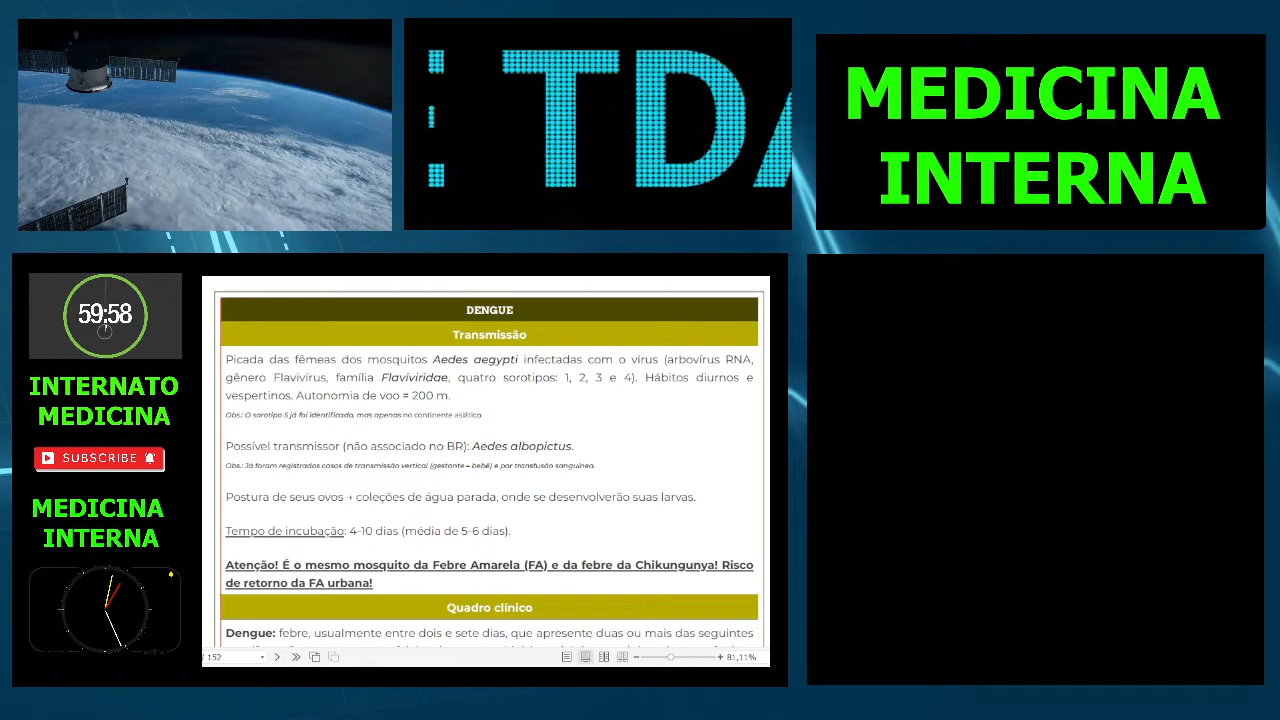 TDA
MEDICINA
INTERNA
59:58
INTERNATO
MEDICINA
SUBSCRIBE
MEDICINA
INTERNA
DENGUE
Transmissão
Picada das fêmeas dos mosquitos Aedes aegypti infectadas com o vírus (arbovírus RNA,
gênero Flavivírus, família Flaviviridae, quatro sorotipos: 1, 2, 3 e 4). Hábitos diurnos e
vespertinos. Autonomia de voo = 200 m.
Obs.: O sorotipo 5 já foi identificado, mas apenas no continente asiático.
Possível transmissor (não associado no BR): Aedes albopictus.
Obs.: Já foram registrados casos de transmissão vertical (gestante – bebê) e por transfusão sanguínea.
Postura de seus ovos → coleções de água parada, onde se desenvolverão suas larvas.
Tempo de incubação: 4-10 dias (média de 5-6 dias).
Atenção! É o mesmo mosquito da Febre Amarela (FA) e da febre da Chikungunya! Risco
de retorno da FA urbana!
Quadro clínico
Dengue: febre, usualmente entre dois e sete dias, que apresente duas ou mais das seguintes
/ 152
81,11%